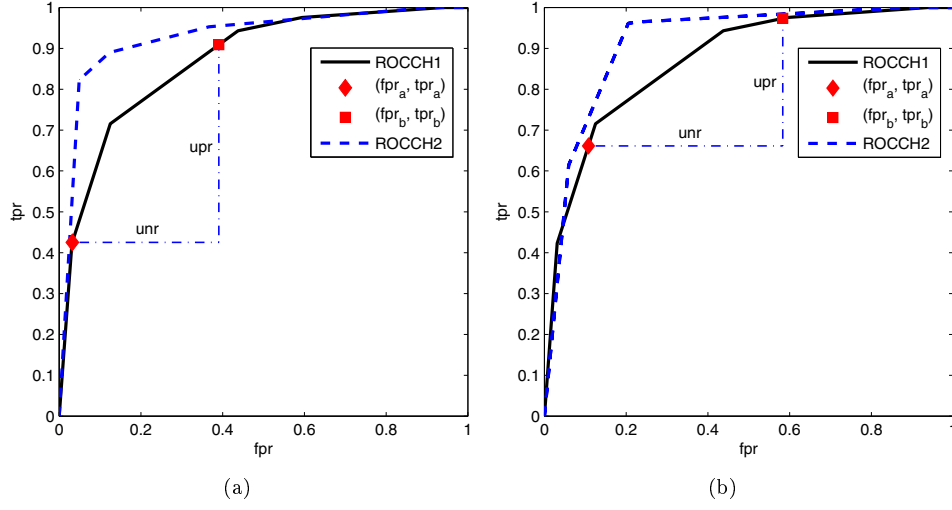 1
0.9
0.8
0.7
0.6
0.5
0.4
0.3
0.2
0.1
0
tpr
0 0.2 0.4 0.6 0.8 1
fpr
upr
unr
ROCCH1
(fpr_a, tpr_a)
(fpr_b, tpr_b)
ROCCH2
(a)
1
0.9
0.8
0.7
0.6
0.5
0.4
0.3
0.2
0.1
0
tpr
0 0.2 0.4 0.6 0.8 1
fpr
upr
unr
ROCCH1
(fpr_a, tpr_a)
(fpr_b, tpr_b)
ROCCH2
(b)